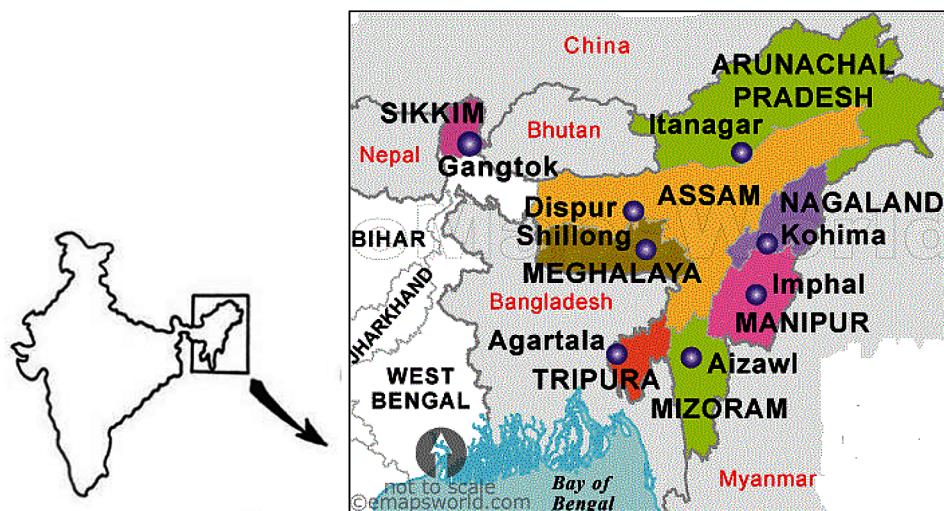 China
ARUNACHAL
PRADESH
SIKKIM
Itanagar
Bhutan
Nepal
Gangtok
ASSAM
NAGALAND
Dispur
BIHAR
Shillong
Kohima
MEGHALAYA
Imphal
JHARKHAND
Bangladesh
MANIPUR
Agartala
Aizawl
WEST
BENGAL
TRIPURA
MIZORAM
Myanmar
not to scale
©emapsworld.com
Bay of
Bengal